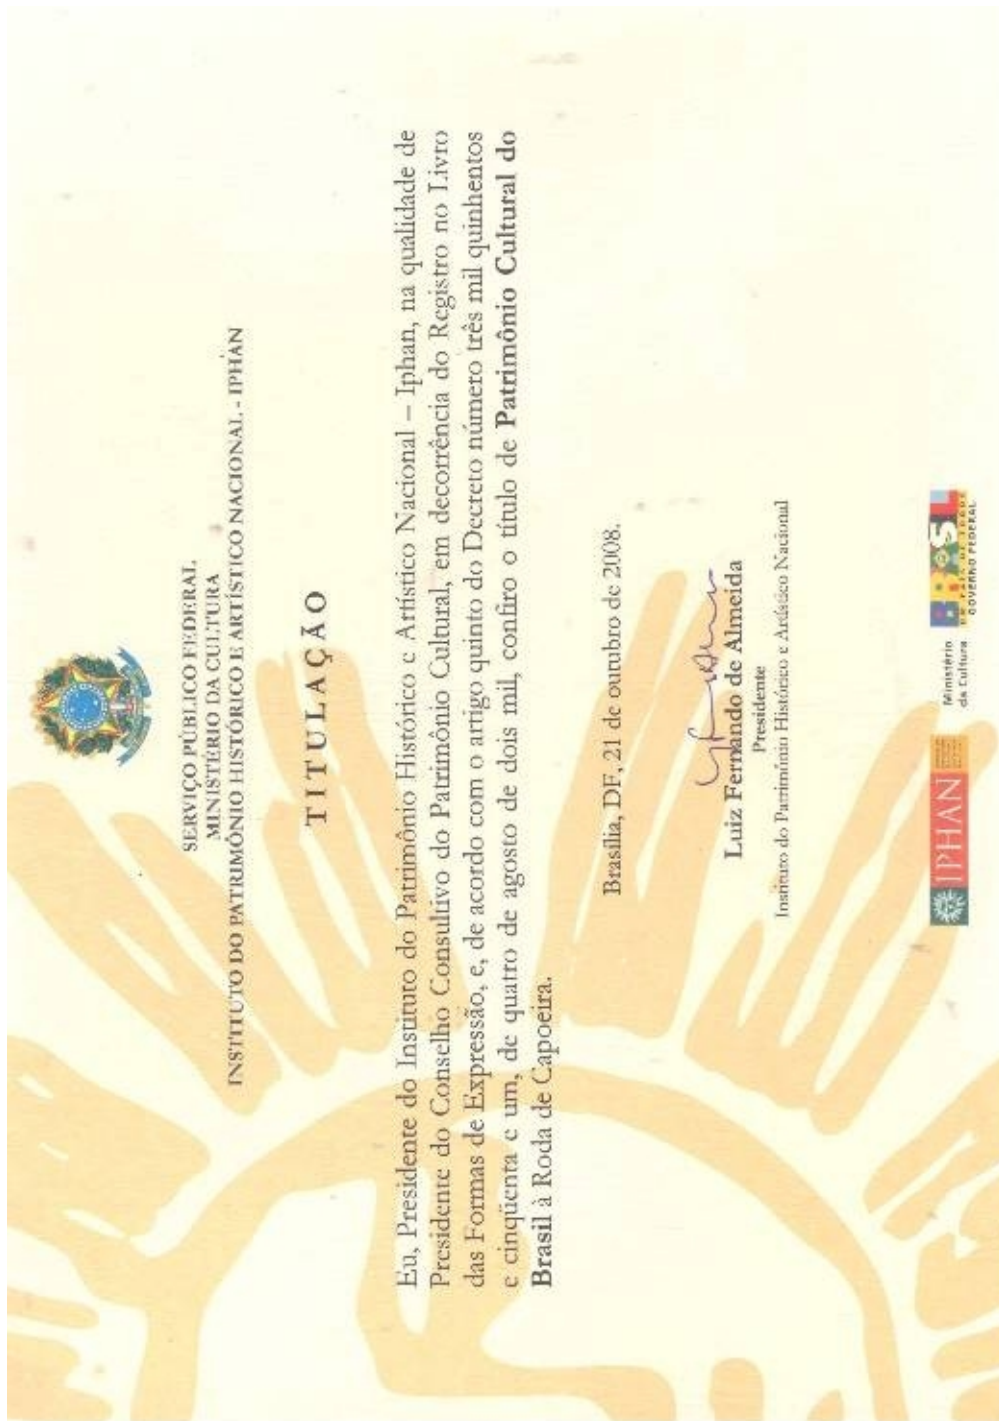 SERVIÇO PÚBLICO FEDERAL
MINISTÉRIO DA CULTURA
INSTITUTO DO PATRIMÔNIO HISTÓRICO E ARTÍSTICO NACIONAL - IPHAN
TITULAÇÃO
Eu, Presidente do Instituto do Patrimônio Histórico e Artístico Nacional – Iphan, na qualidade de
Presidente do Conselho Consultivo do Patrimônio Cultural, em decorrência do Registro no Livro
das Formas de Expressão, e, de acordo com o artigo quinto do Decreto número três mil quinhentos
e cinqüenta e um, de quatro de agosto de dois mil, confiro o título de Patrimônio Cultural do
Brasil à Roda de Capoeira.
Brasília, DF, 21 de outubro de 2008.
Luiz Fernando de Almeida
Presidente
Instituto do Patrimônio Histórico e Artístico Nacional
IPHAN
Ministério
da Cultura
BRASIL
UM PAÍS DE TODOS
GOVERNO FEDERAL